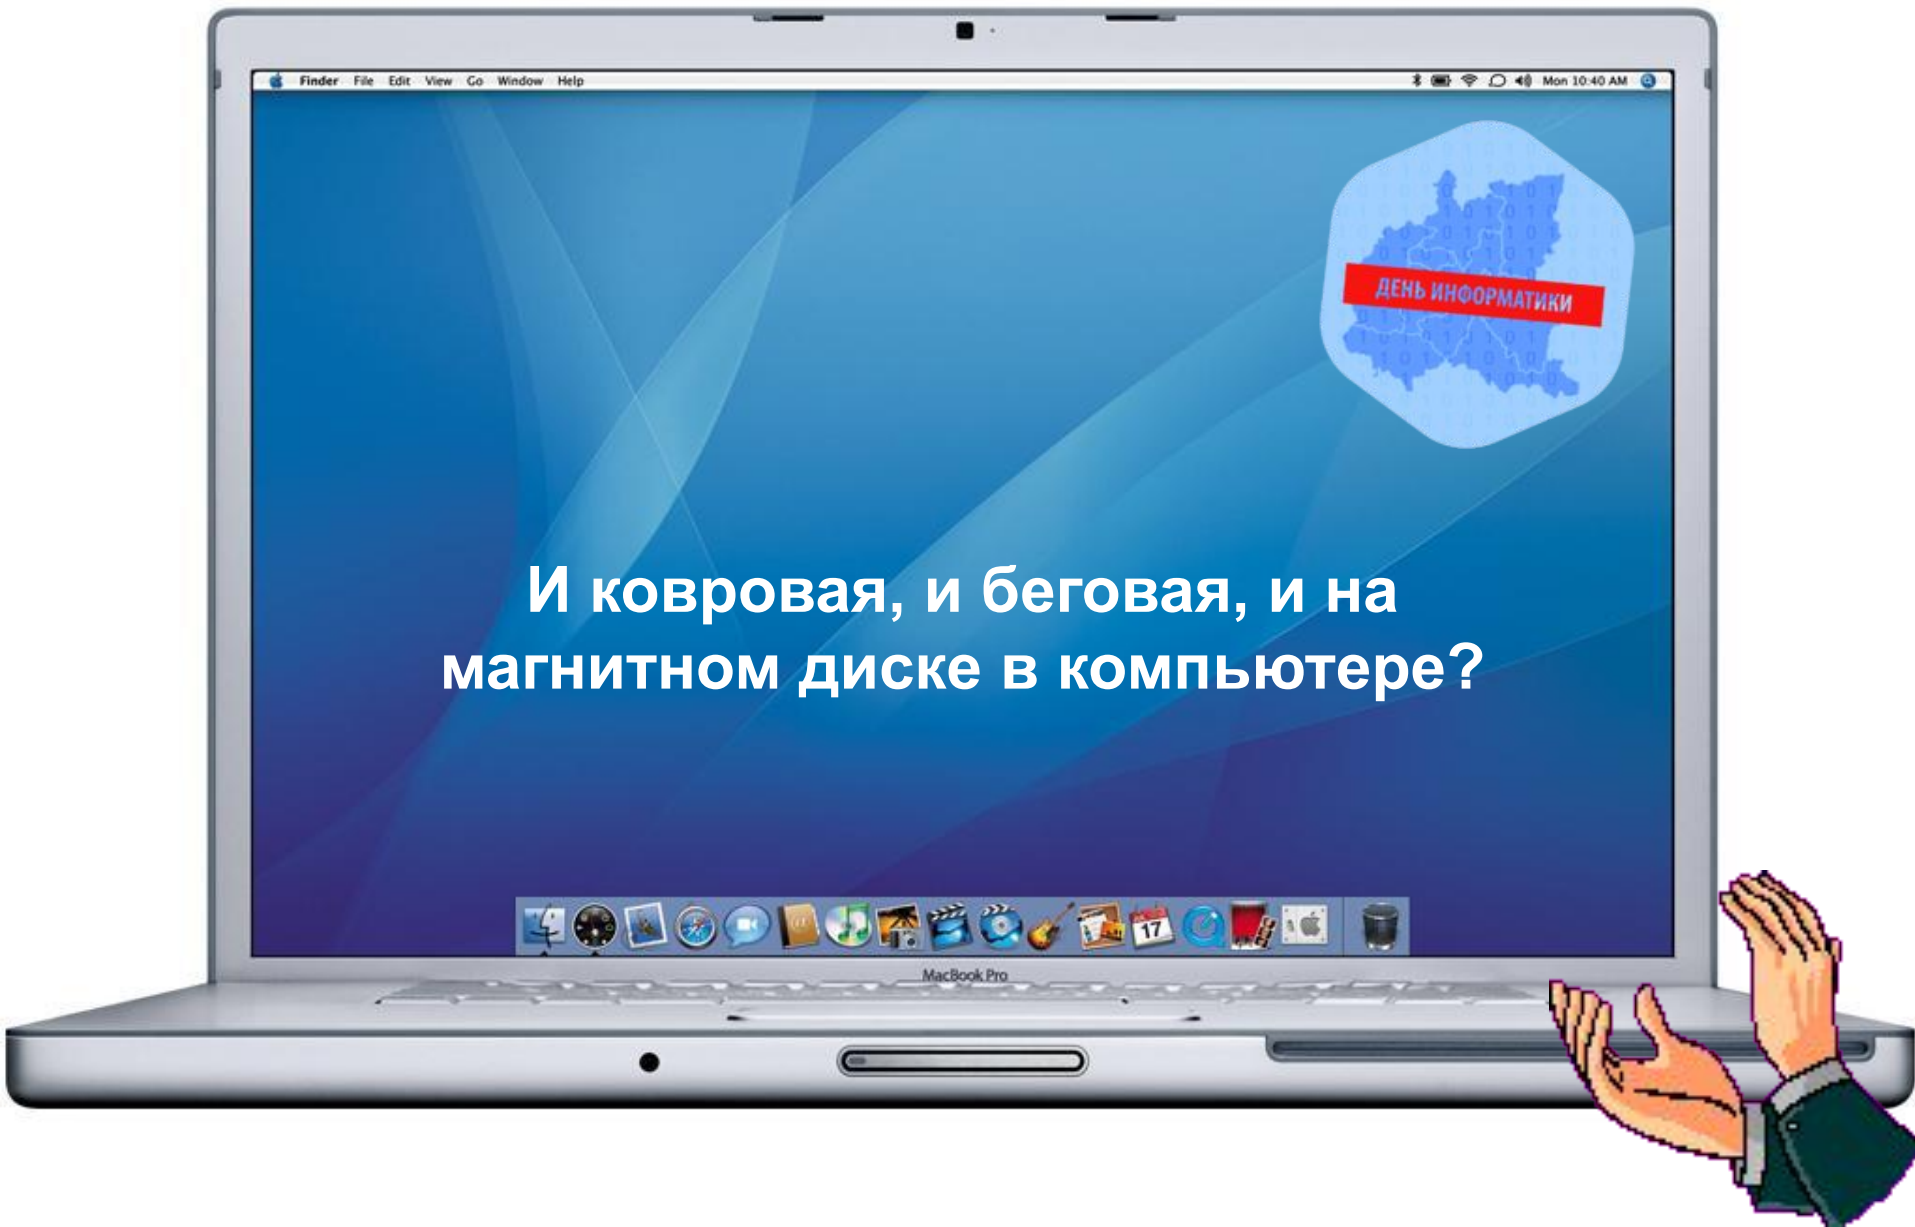 Finder File Edit View Go Window Help
Mon 10:40 AM
ДЕНЬ ИНФОРМАТИКИ
И ковровая, и беговая, и на
магнитном диске в компьютере?
17
MacBook Pro